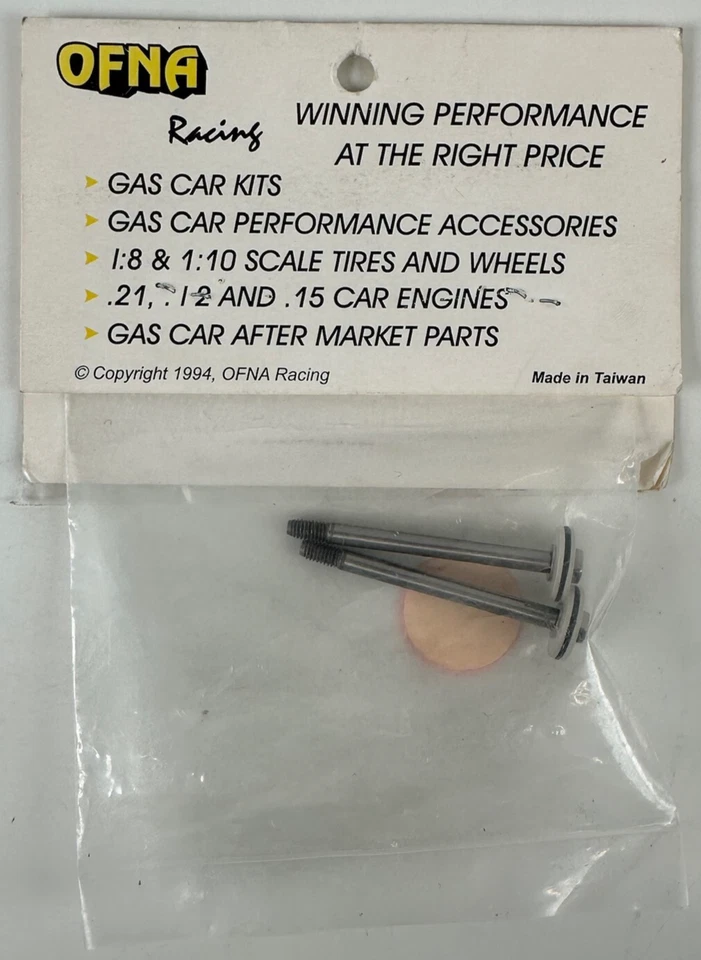 OFNA
Racing
WINNING PERFORMANCE
AT THE RIGHT PRICE
➤ GAS CAR KITS
➤ GAS CAR PERFORMANCE ACCESSORIES
➤ 1:8 & 1:10 SCALE TIRES AND WHEELS
➤ .21, .12 AND .15 CAR ENGINES
➤ GAS CAR AFTER MARKET PARTS
© Copyright 1994, OFNA Racing
Made in Taiwan